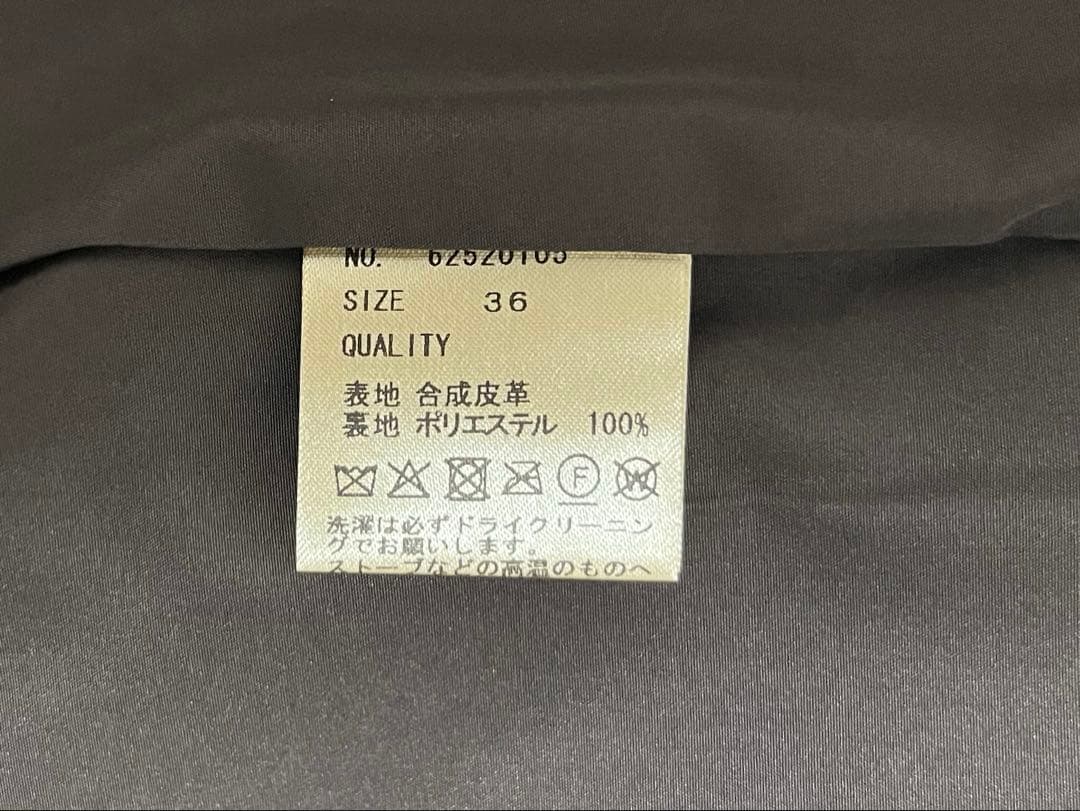 NO. 62520105
SIZE 36
QUALITY
表地 合成皮革
裏地 ポリエステル 100%
F W
洗濯は必ずドライクリーニン
グでお願いします。
ストーブなどの高温のものへ